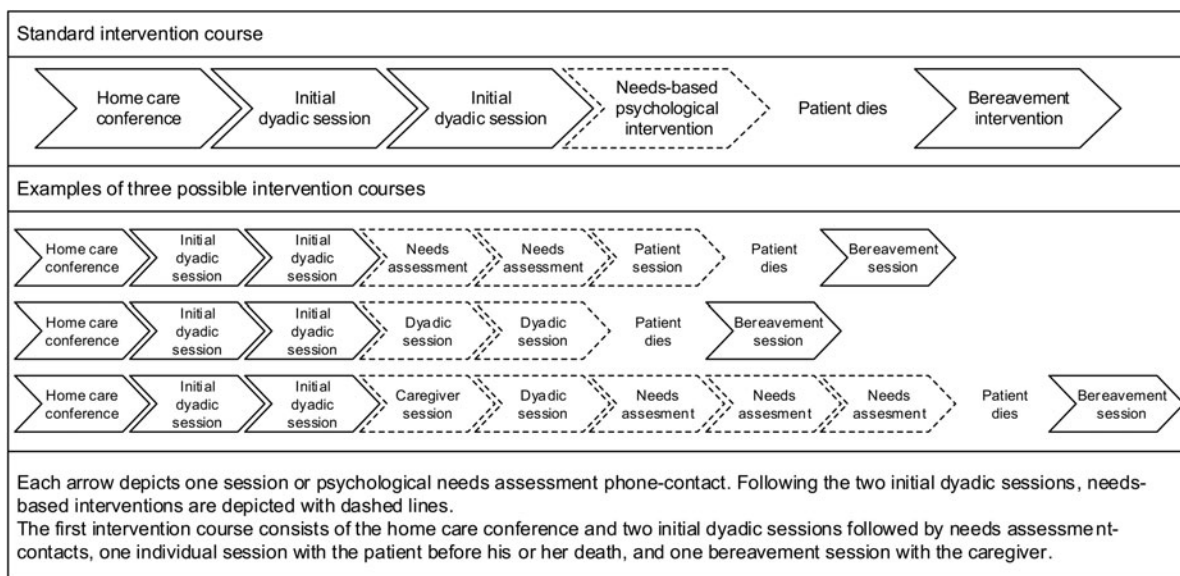 Standard intervention course
Home care
conference
Initial
dyadic session
Initial
dyadic session
Needs-based
psychological
intervention
Patient dies
Bereavement
intervention
Examples of three possible intervention courses
Home care
conference
Initial
dyadic
session
Initial
dyadic
session
Needs
assessment
Needs
assessment
Patient
session
Patient
dies
Bereavement
session
Home care
conference
Initial
dyadic
session
Initial
dyadic
session
Dyadic
session
Dyadic
session
Patient
dies
Bereavement
session
Home care
conference
Initial
dyadic
session
Initial
dyadic
session
Caregiver
session
Dyadic
session
Needs
assesment
Needs
assesment
Needs
assesment
Patient
dies
Bereavement
session
Each arrow depicts one session or psychological needs assessment phone-contact. Following the two initial dyadic sessions, needs-
based interventions are depicted with dashed lines.
The first intervention course consists of the home care conference and two initial dyadic sessions followed by needs assessment-
contacts, one individual session with the patient before his or her death, and one bereavement session with the caregiver.